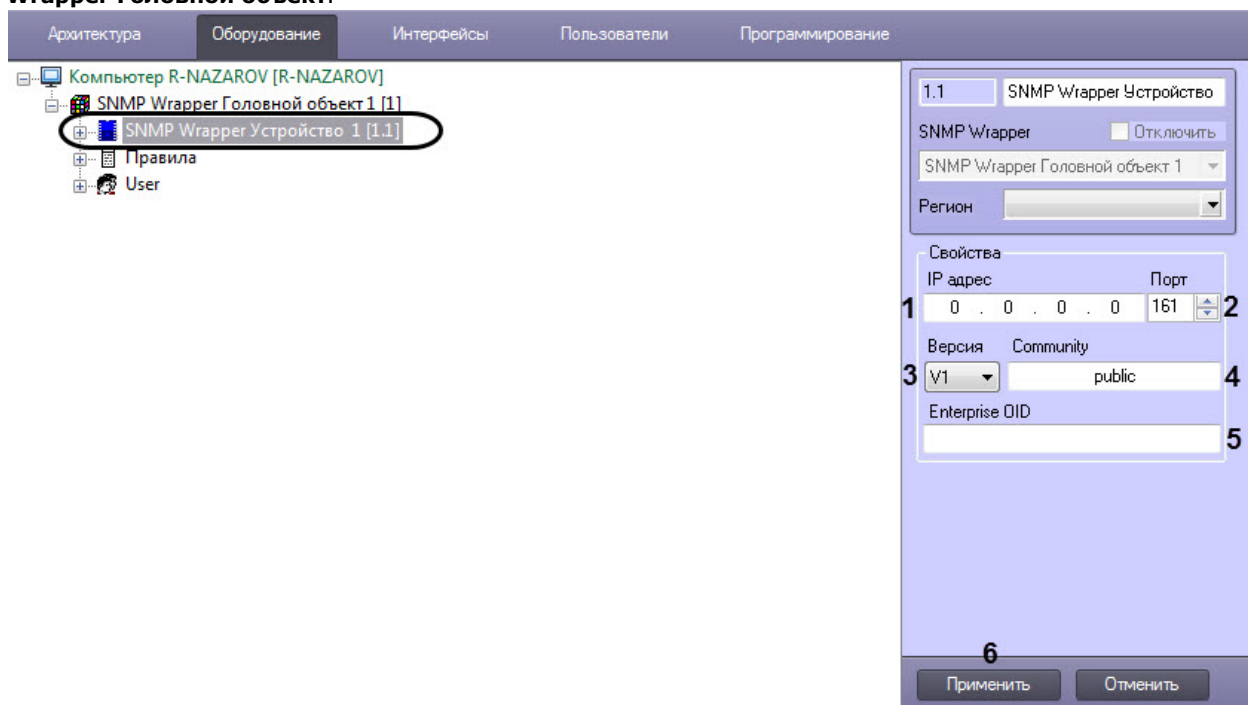 Wrapper Головной объект.
Архитектура Оборудование Интерфейсы Пользователи Программирование
Компьютер R-NAZAROV [R-NAZAROV]
SNMP Wrapper Головной объект 1 [1]
SNMP Wrapper Устройство 1 [1.1]
Правила
User
1.1 SNMP Wrapper Устройство
SNMP Wrapper Отключить
SNMP Wrapper Головной объект 1
Регион
Свойства
IP адрес Порт
1 0 . 0 . 0 . 0 161 2
Версия Community
3 V1 public 4
Enterprise OID
5
6
Применить Отменить